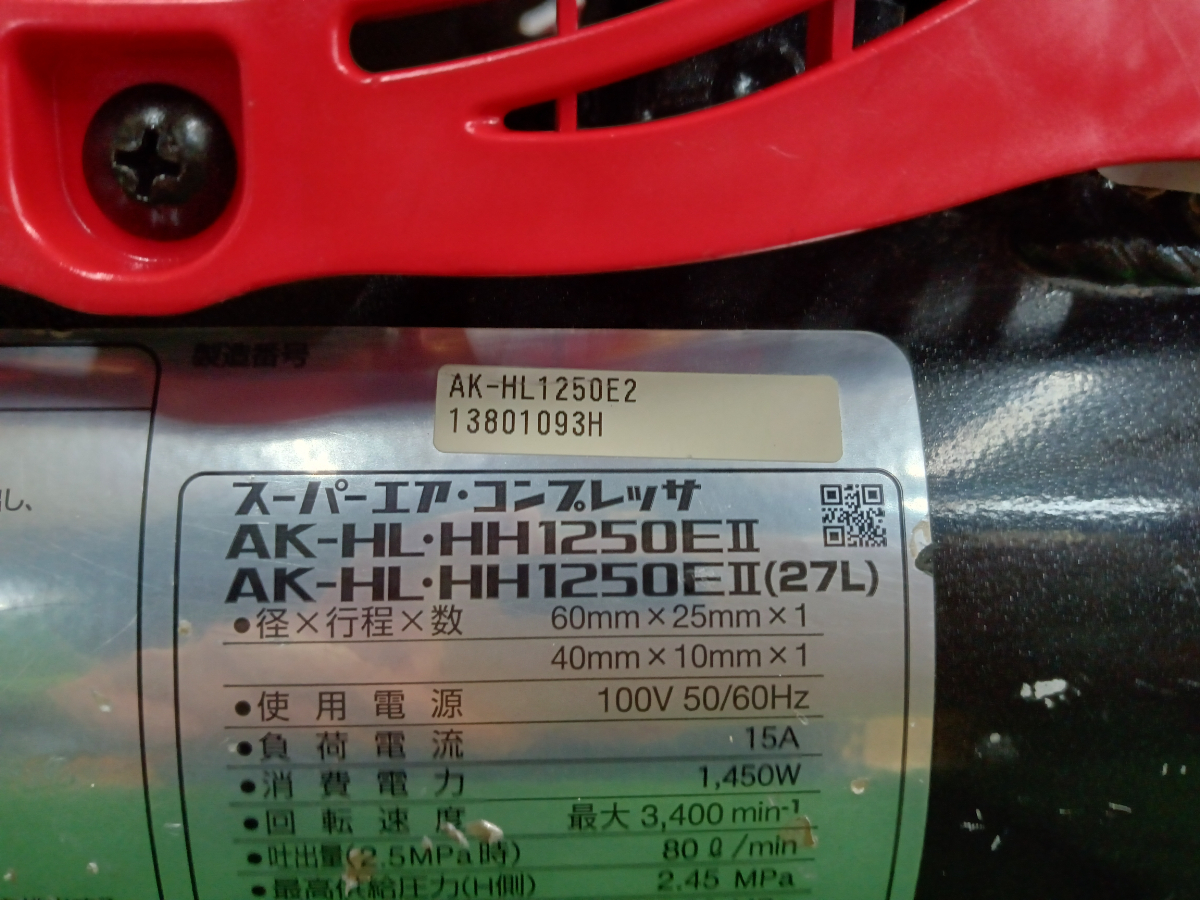 製造番号
AK-HL1250E2
13801093H
スーパーエア・コンプレッサ
AK-HL・HH1250EⅡ
AK-HL・HH1250EⅡ(27L)
●径×行程×数 60mm×25mm×1
40mm×10mm×1
●使用電源 100V 50/60Hz
●負荷電流 15A
●消費電力 1,450W
●回転速度 最大 3,400 min⁻¹
●吐出量(2.5MPa時) 80ℓ/min
●最高供給圧力(H側) 2.45 MPa
し、